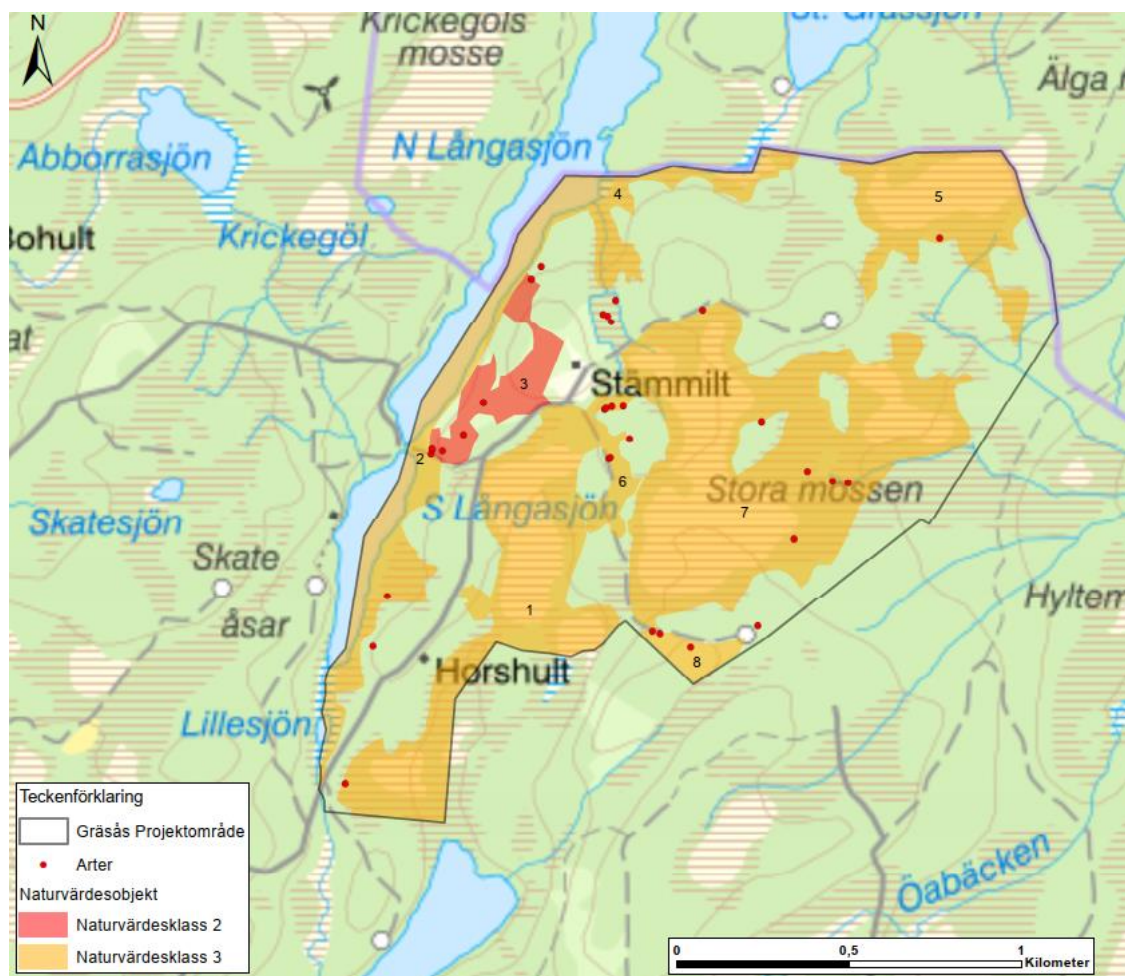 N
Krickegöls
mosse
St. Grässjön
Älga
N Långasjön
Abborrasjön
4
5
Krickegöl
Bohult
at
3
Stämmilt
2
6
S Långasjön
Stora mossen
7
Skatesjön
Skate
åsar
Hyltem
1
8
Horshult
Lillesjön
Öabäcken
Teckenförklaring
Gräsås Projektområde
Arter
Naturvärdesobjekt
Naturvärdesklass 2
Naturvärdesklass 3
0 0,5 1
Kilometer